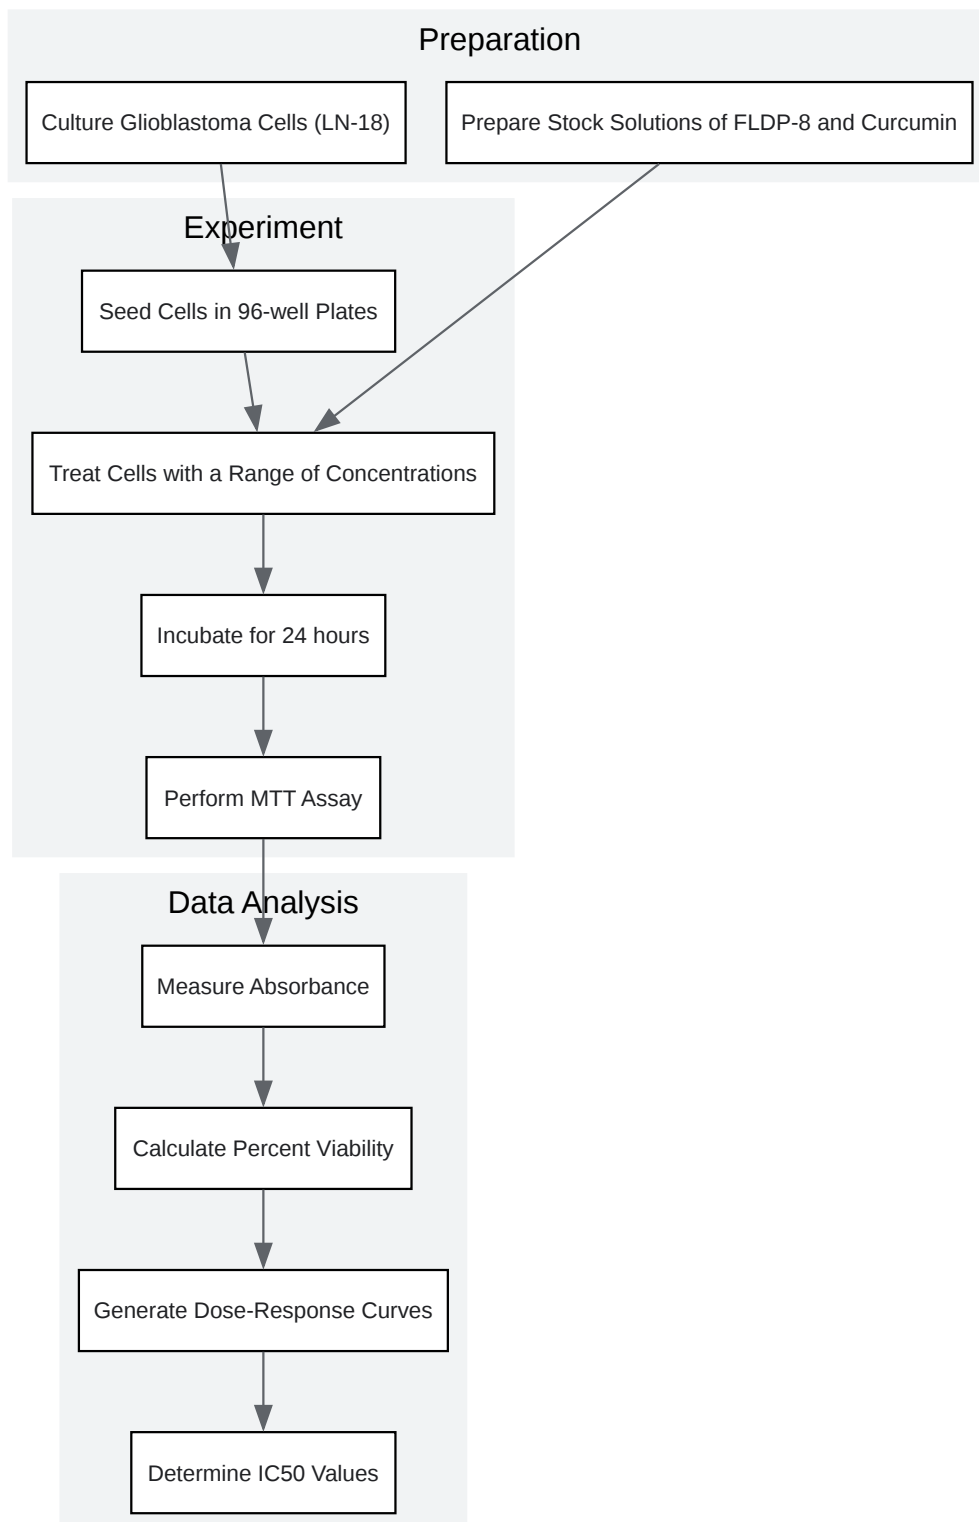 Preparation
Culture Glioblastoma Cells (LN-18)
Prepare Stock Solutions of FLDP-8 and Curcumin
Experiment
Seed Cells in 96-well Plates
Treat Cells with a Range of Concentrations
Incubate for 24 hours
Perform MTT Assay
Data Analysis
Measure Absorbance
Calculate Percent Viability
Generate Dose-Response Curves
Determine IC50 Values